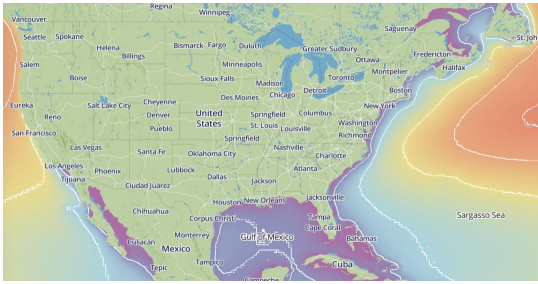 Regina
Winnipeg
Vancouver
Saguenay
Seattle
Spokane
Helena
Bismarck
Fargo
Duluth
Greater Sudbury
Fredericton
St. Joh
Billings
Ottawa
Salem
Minneapolis
Montpelier
Halifax
Boise
Sioux Falls
Madison
Toronto
Boston
Eureka
Salt Lake City
Cheyenne
Des Moines
Chicago
Detroit
New York
Reno
Denver
United
States
Springfield
Columbus
Washington
San Francisco
Pueblo
St. Louis
Louisville
Richmond
Springfield
Las Vegas
Santa Fe
Oklahoma City
Nashville
Charlotte
Los Angeles
Phoenix
Lubbock
Dallas
Atlanta
Tijuana
Ciudad Juárez
Jackson
Jacksonville
Houston
New Orleans
Chihuahua
Corpus Christi
Tampa
Sargasso Sea
Cape Coral
Monterrey
Gulf of Mexico
Bahamas
Culiacán
Mexico
Tampico
Cuba
Tepic
Campeche